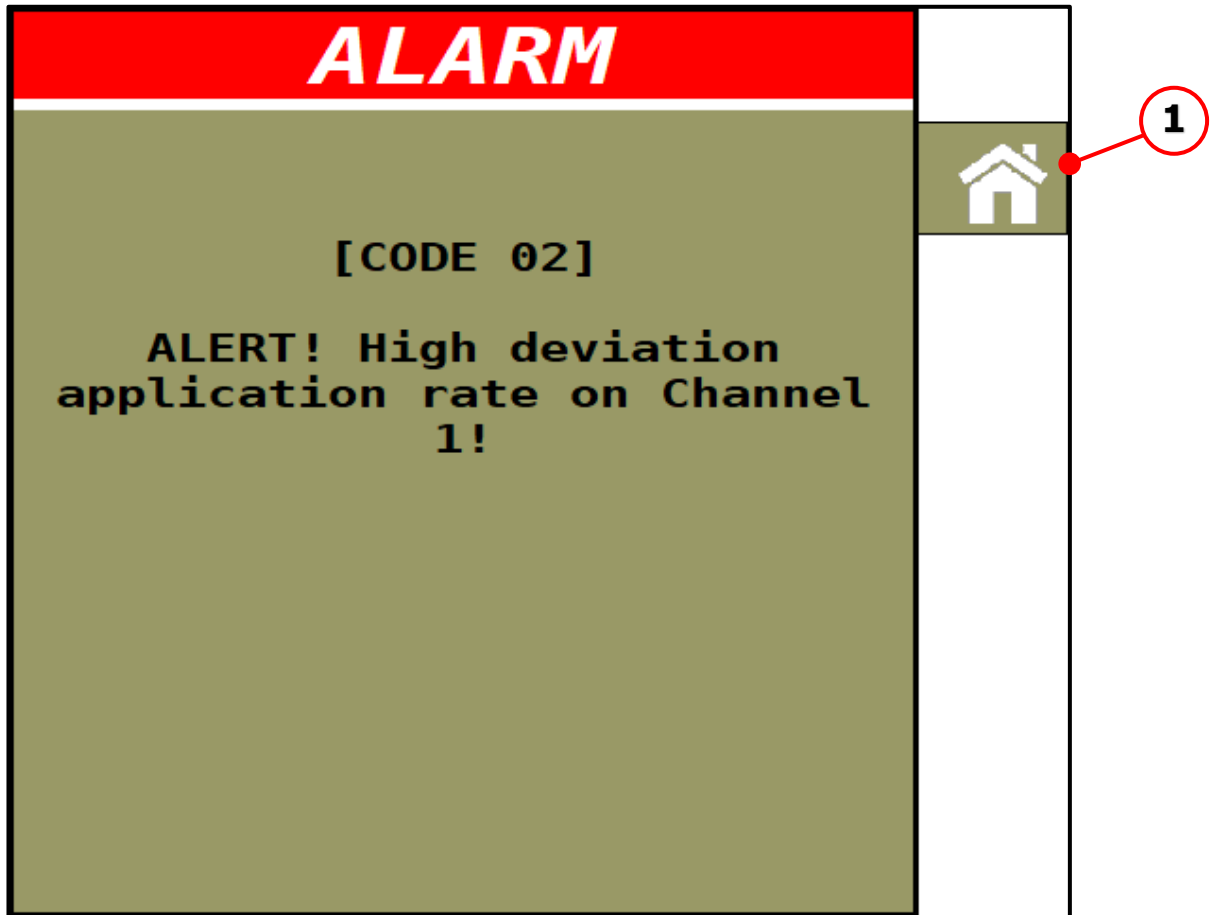 ALARM
1
[CODE 02]
ALERT! High deviation
application rate on Channel
1!